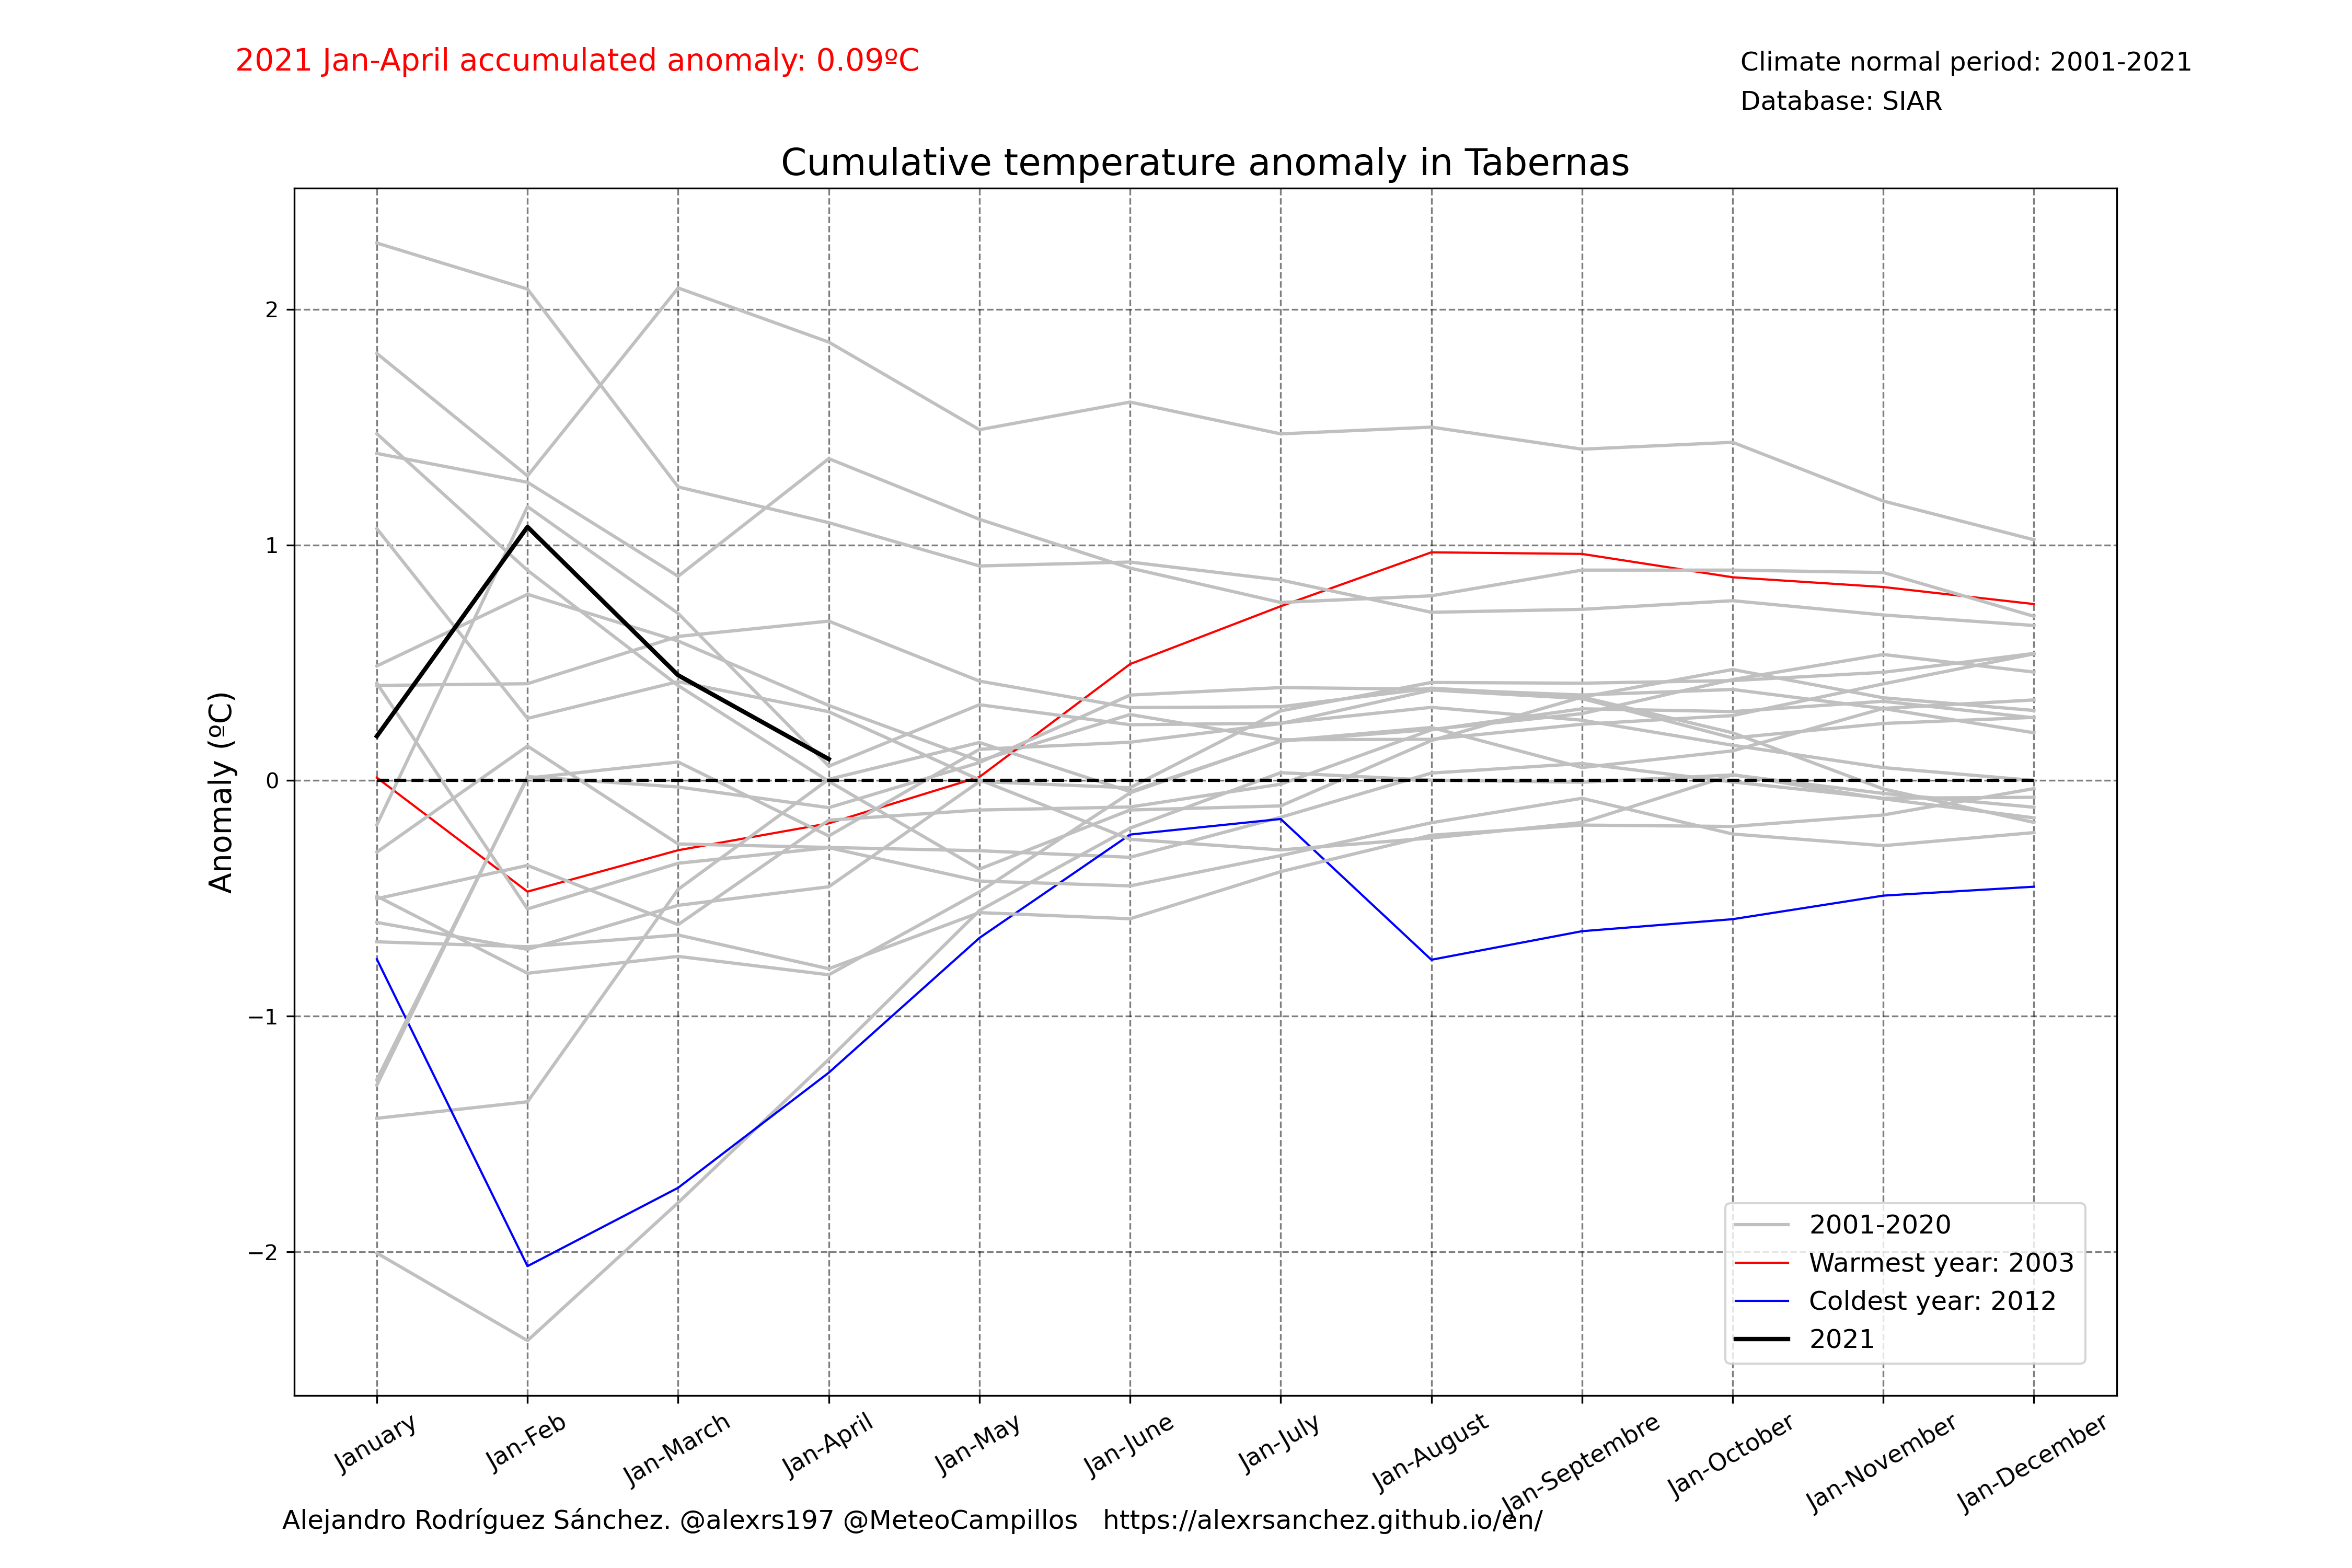 2021 Jan-April accumulated anomaly: 0.09ºC
Climate normal period: 2001-2021
Database: SIAR
Cumulative temperature anomaly in Tabernas
Anomaly (ºC)
2
1
0
−1
−2
2001-2020
Warmest year: 2003
Coldest year: 2012
2021
January
Jan-Feb
Jan-March
Jan-April
Jan-May
Jan-June
Jan-July
Jan-August
Jan-Septembre
Jan-October
Jan-November
Jan-December
Alejandro Rodríguez Sánchez. @alexrs197 @MeteoCampillos https://alexrsanchez.github.io/en/